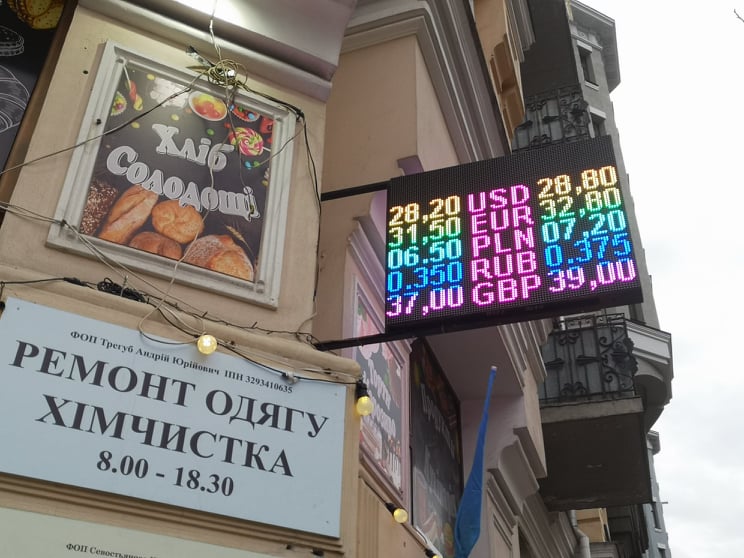 Хліб
Солодощі
28,20 USD 28,80
31,50 EUR 32,80
06,50 PLN 07,20
0.350 RUB 0.375
37,00 GBP 39,00
ФОП Трегуб Андрій Юрійович ІПН 3293410635
РЕМОНТ ОДЯГУ
ХІМЧИСТКА
8.00 - 18.30
ФОП